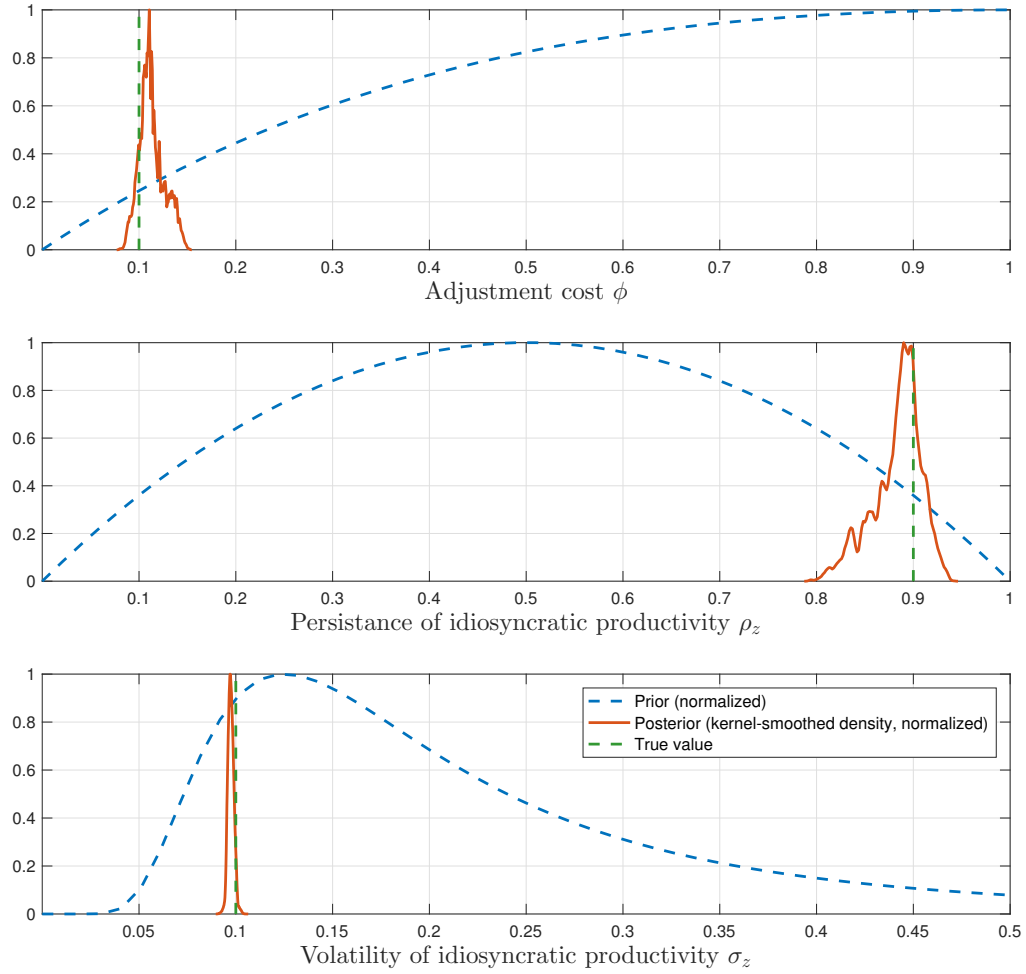 1
0.8
0.6
0.4
0.2
0
0.1 0.2 0.3 0.4 0.5 0.6 0.7 0.8 0.9 1
Adjustment cost ϕ
1
0.8
0.6
0.4
0.2
0
0.1 0.2 0.3 0.4 0.5 0.6 0.7 0.8 0.9 1
Persistance of idiosyncratic productivity ρ_z
1
0.8
0.6
0.4
0.2
0
Prior (normalized)
Posterior (kernel-smoothed density, normalized)
True value
0.05 0.1 0.15 0.2 0.25 0.3 0.35 0.4 0.45 0.5
Volatility of idiosyncratic productivity σ_z